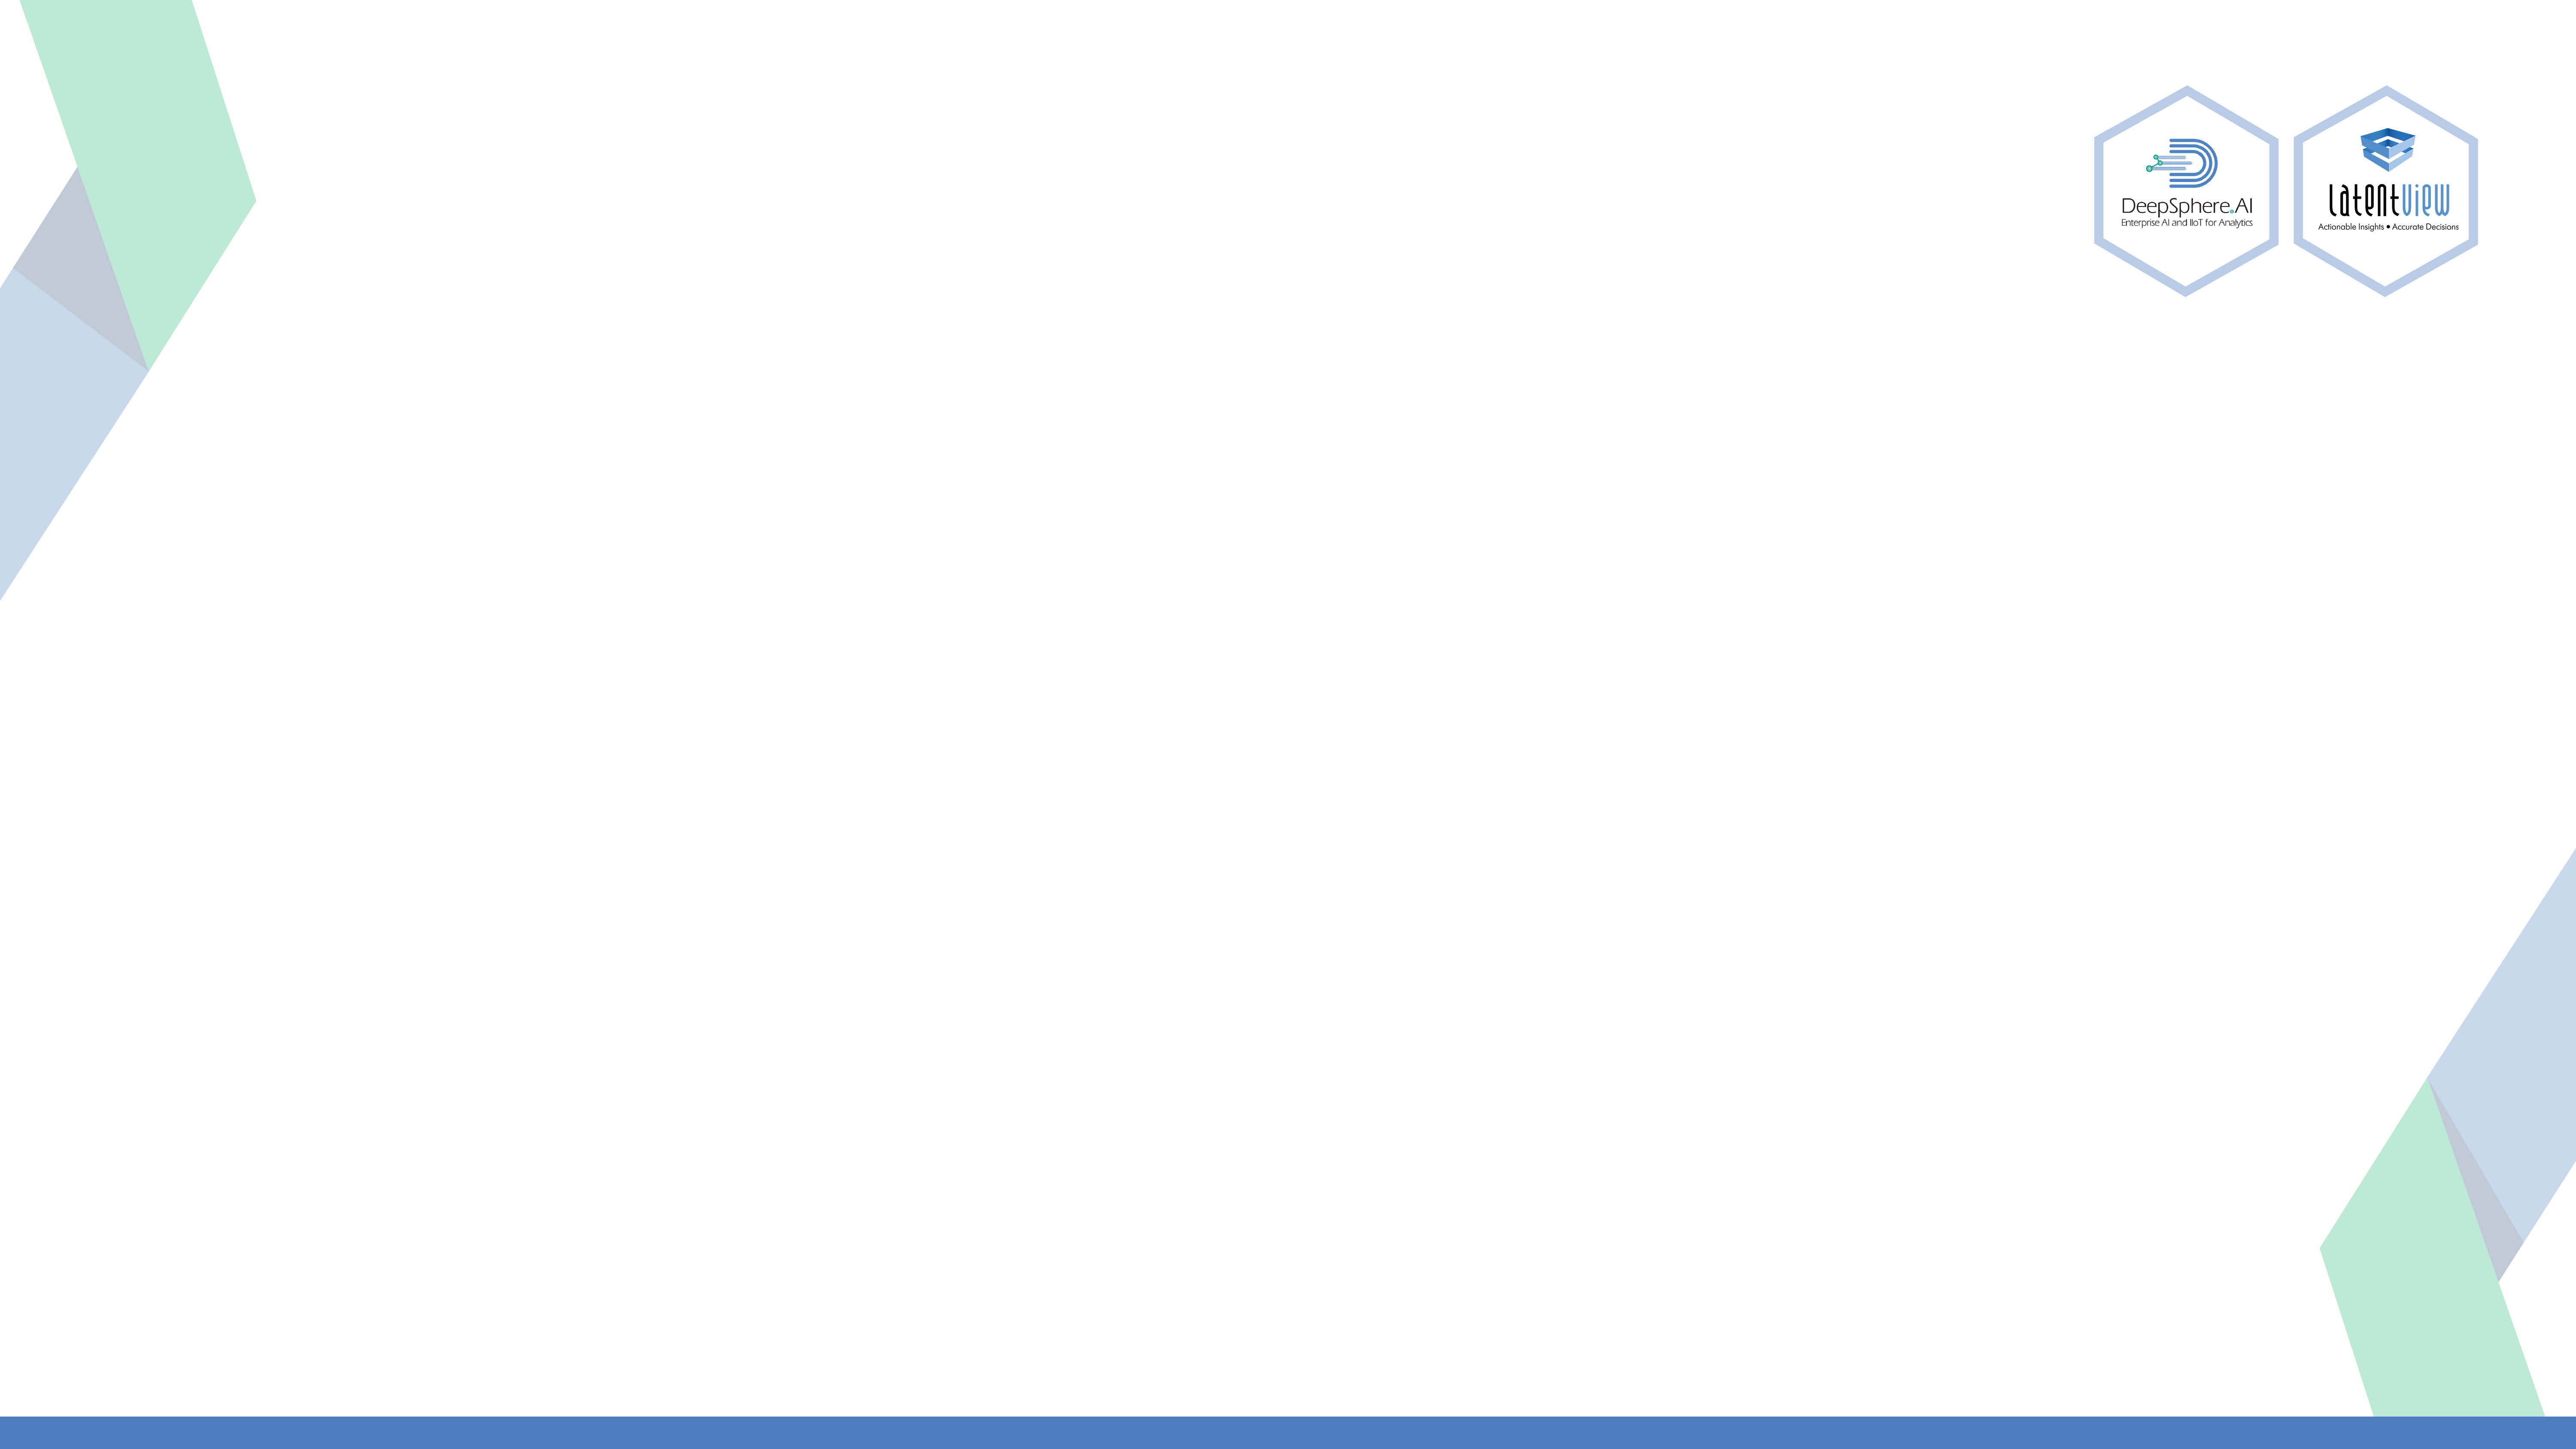 DeepSphere.AI
Enterprise AI and IIoT for Analytics
latentview
Actionable Insights • Accurate Decisions